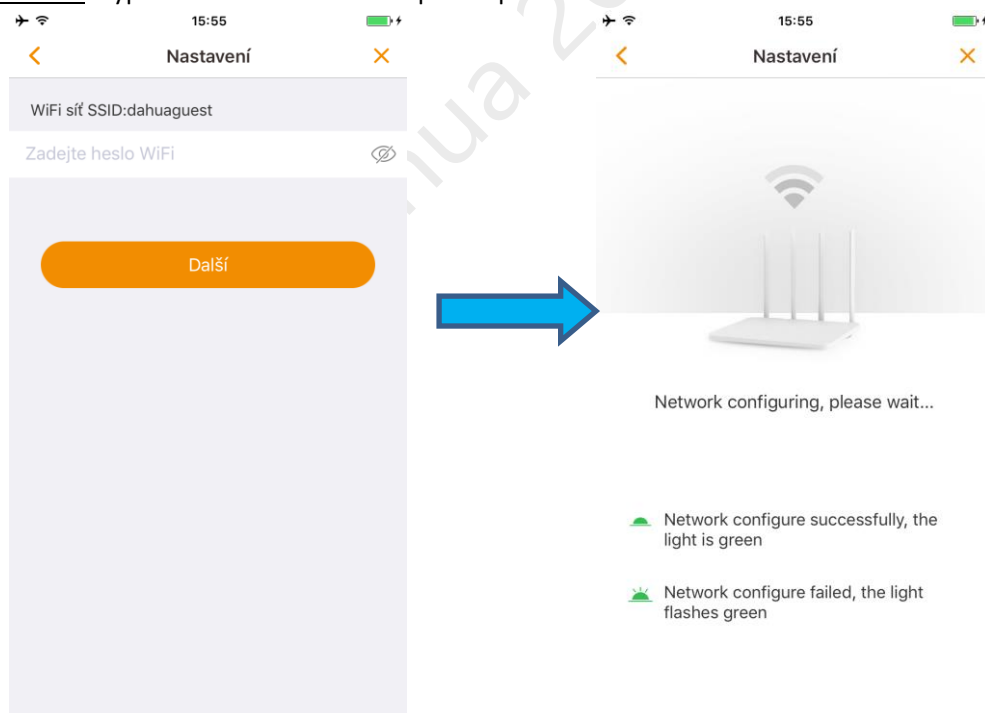 15:55
Nastavení
WiFi síť SSID:dahuaguest
Zadejte heslo WiFi
Další
15:55
Nastavení
Network configuring, please wait...
Network configure successfully, the
light is green
Network configure failed, the light
flashes green